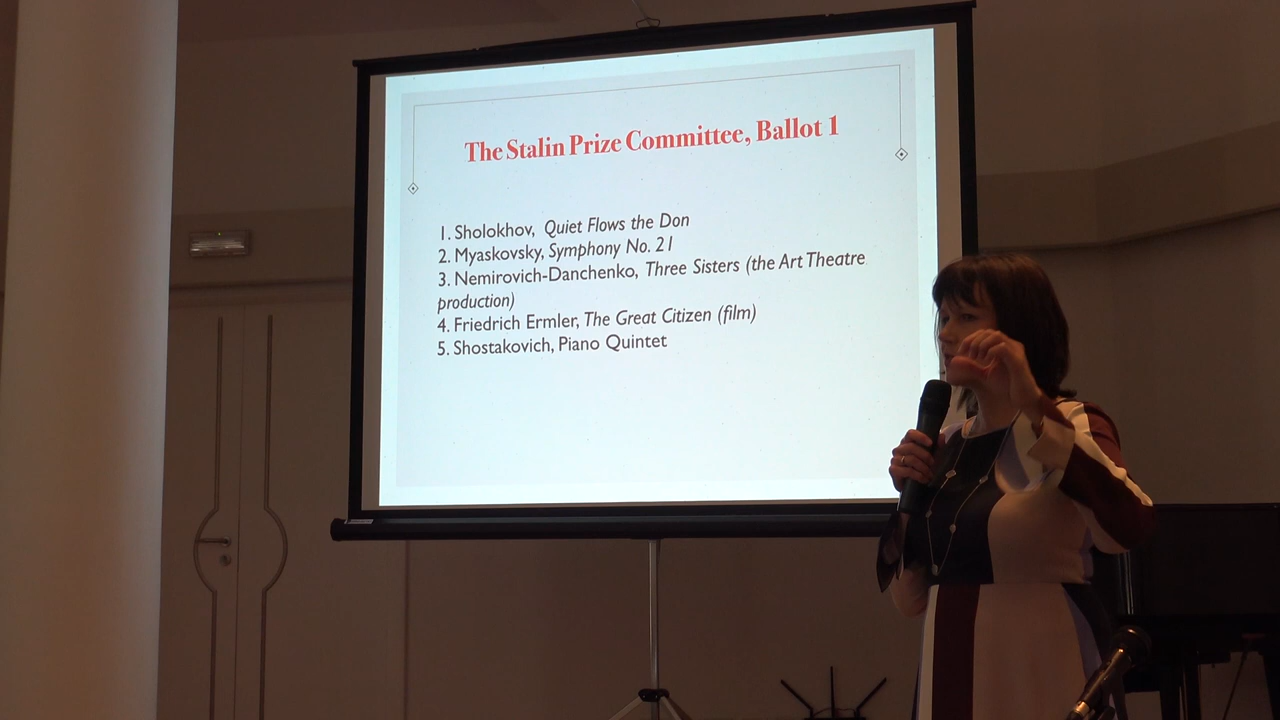 The Stalin Prize Committee, Ballot 1
1. Sholokhov, Quiet Flows the Don
2. Myaskovsky, Symphony No. 21
3. Nemirovich-Danchenko, Three Sisters (the Art Theatre
production)
4. Friedrich Ermler, The Great Citizen (film)
5. Shostakovich, Piano Quintet